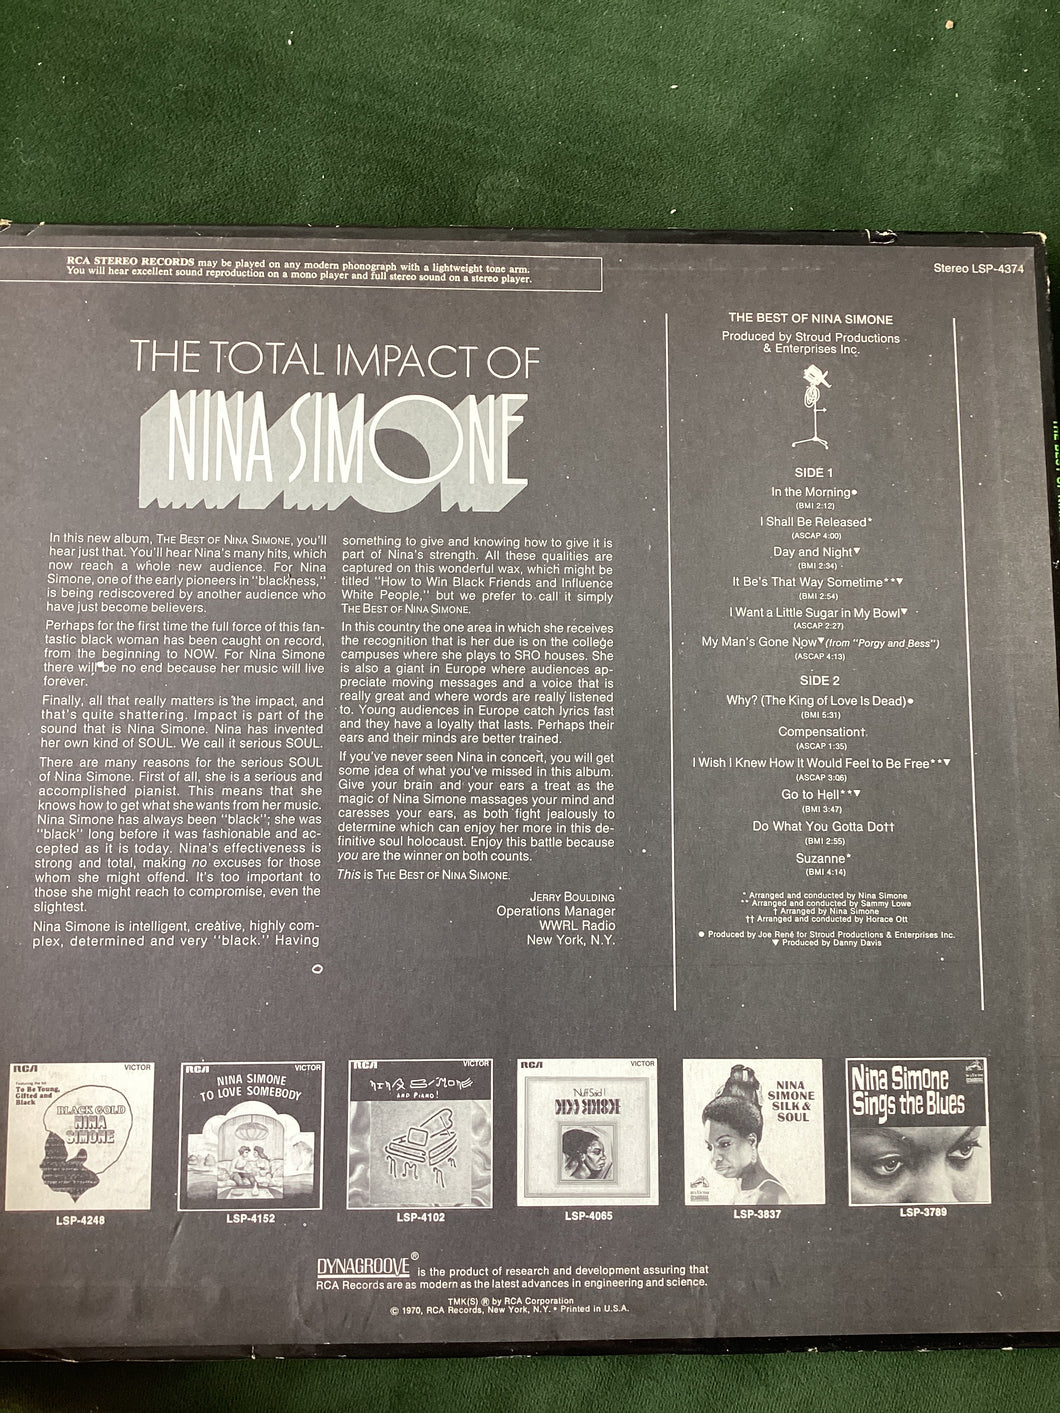 RCA STEREO RECORDS may be played on any modern phonograph with a lightweight tone arm.
You will hear excellent sound reproduction on a mono player and full stereo sound on a stereo player.
Stereo LSP-4374
THE TOTAL IMPACT OF
NINA SIMONE
In this new album, THE BEST OF NINA SIMONE, you'll
hear just that. You'll hear Nina's many hits, which
now reach a whole new audience. For Nina
Simone, one of the early pioneers in "blackness,"
is being rediscovered by another audience who
have just become believers.
Perhaps for the first time the full force of this fan-
tastic black woman has been caught on record,
from the beginning to NOW. For Nina Simone
there will be no end because her music will live
forever.
Finally, all that really matters is the impact, and
that's quite shattering. Impact is part of the
sound that is Nina Simone. Nina has invented
her own kind of SOUL. We call it serious SOUL.
There are many reasons for the serious SOUL
of Nina Simone. First of all, she is a serious and
accomplished pianist. This means that she
knows how to get what she wants from her music.
Nina Simone has always been "black"; she was
"black" long before it was fashionable and ac-
cepted as it is today. Nina's effectiveness is
strong and total, making no excuses for those
whom she might offend. It's too important to
those she might reach to compromise, even the
slightest.
Nina Simone is intelligent, creative, highly com-
plex, determined and very "black." Having
something to give and knowing how to give it is
part of Nina's strength. All these qualities are
captured on this wonderful wax, which might be
titled "How to Win Black Friends and Influence
White People," but we prefer to call it simply
THE BEST OF NINA SIMONE.
In this country the one area in which she receives
the recognition that is her due is on the college
campuses where she plays to SRO houses. She
is also a giant in Europe where audiences ap-
preciate moving messages and a voice that is
really great and where words are really listened
to. Young audiences in Europe catch lyrics fast
and they have a loyalty that lasts. Perhaps their
ears and their minds are better trained.
If you've never seen Nina in concert, you will get
some idea of what you've missed in this album.
Give your brain and your ears a treat as the
magic of Nina Simone massages your mind and
caresses your ears, as both fight jealously to
determine which can enjoy her more in this de-
finitive soul holocaust. Enjoy this battle because
you are the winner on both counts.
This is THE BEST OF NINA SIMONE.
JERRY BOULDING
Operations Manager
WWRL Radio
New York, N.Y.
THE BEST OF NINA SIMONE
Produced by Stroud Productions
& Enterprises Inc.
SIDE 1
In the Morning●
(BMI 2:12)
I Shall Be Released*
(ASCAP 4:00)
Day and Night▼
(BMI 2:34)
It Be's That Way Sometime**▼
(BMI 2:54)
I Want a Little Sugar in My Bowl▼
(ASCAP 2:27)
My Man's Gone Now▼(from "Porgy and Bess")
(ASCAP 4:13)
SIDE 2
Why? (The King of Love Is Dead)●
(BMI 5:31)
Compensation†
(ASCAP 1:35)
I Wish I Knew How It Would Feel to Be Free**▼
(ASCAP 3:06)
Go to Hell**▼
(BMI 3:47)
Do What You Gotta Do††
(BMI 2:55)
Suzanne*
(BMI 4:14)
* Arranged and conducted by Nina Simone
** Arranged and conducted by Sammy Lowe
† Arranged by Nina Simone
†† Arranged and conducted by Horace Ott
● Produced by Joe René for Stroud Productions & Enterprises Inc.
▼ Produced by Danny Davis
RCA VICTOR
Featuring the hit
To Be Young,
Gifted and
Black
BLACK GOLD
NINA
SIMONE
LSP-4248
RCA VICTOR
NINA SIMONE
TO LOVE SOMEBODY
LSP-4152
RCA VICTOR
NINA SIMONE
AND PIANO!
LSP-4102
RCA VICTOR
'Nuff Said!
LSP-4065
NINA
SIMONE
SILK &
SOUL
LSP-3837
Nina Simone
Sings the Blues
LSP-3789
DYNAGROOVE® is the product of research and development assuring that
RCA Records are as modern as the latest advances in engineering and science.
TMK(S) ® by RCA Corporation
© 1970, RCA Records, New York, N.Y. • Printed in U.S.A.